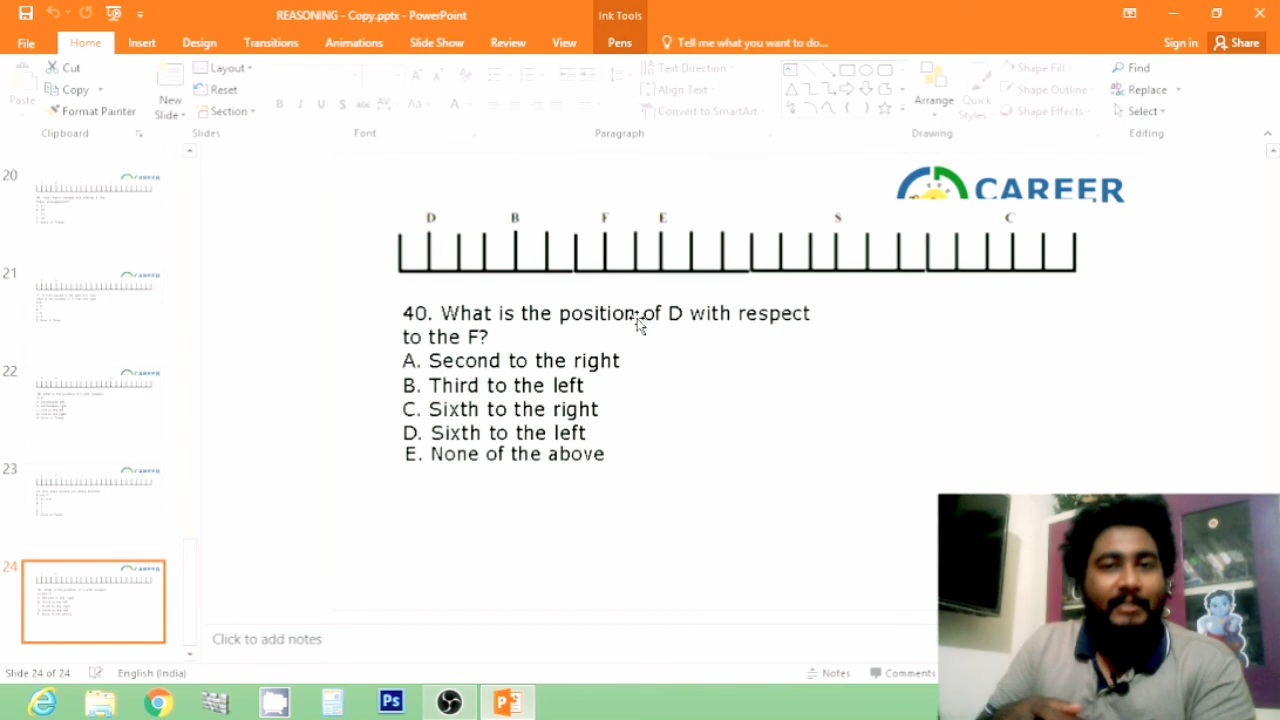 REASONING - Copy.pptx - PowerPoint
Ink Tools
File Home Insert Design Transitions Animations Slide Show Review View Pens Tell me what you want to do... Sign in Share
Cut
Copy
Format Painter
Paste
New
Slide
Layout
Reset
Section
B I U S abc AV Aa A
Text Direction
Align Text
Convert to SmartArt
Arrange
Quick
Styles
Shape Fill
Shape Outline
Shape Effects
Find
Replace
Select
Clipboard Slides Font Paragraph Drawing Editing
20
21
22
23
24
CAREER
D B F E S C
40. What is the position of D with respect
to the F?
A. Second to the right
B. Third to the left
C. Sixth to the right
D. Sixth to the left
E. None of the above
Click to add notes
Slide 24 of 24 English (India) Notes Comments
Ps